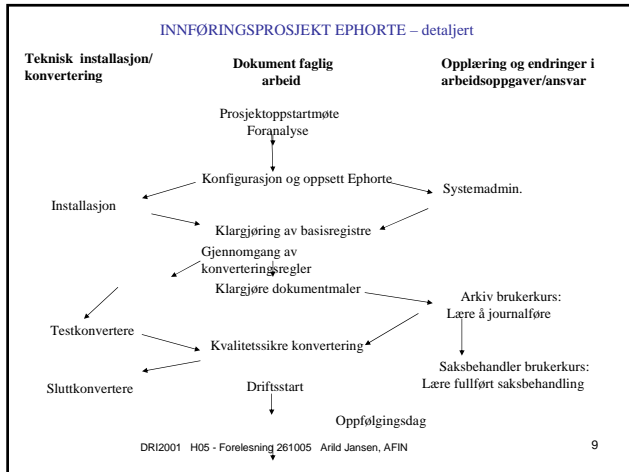 INNFØRINGSPROSJEKT EPHORTE – detaljert
Teknisk installasjon/
konvertering
Dokument faglig
arbeid
Opplæring og endringer i
arbeidsoppgaver/ansvar
Prosjektoppstartmøte
Foranalyse
Konfigurasjon og oppsett Ephorte
Systemadmin.
Installasjon
Klargjøring av basisregistre
Gjennomgang av
konverteringsregler
Klargjøre dokumentmaler
Arkiv brukerkurs:
Lære å journalføre
Testkonvertere
Kvalitetssikre konvertering
Saksbehandler brukerkurs:
Lære fullført saksbehandling
Sluttkonvertere
Driftsstart
Oppfølgingsdag
DRI2001 H05 - Forelesning 261005 Arild Jansen, AFIN
9